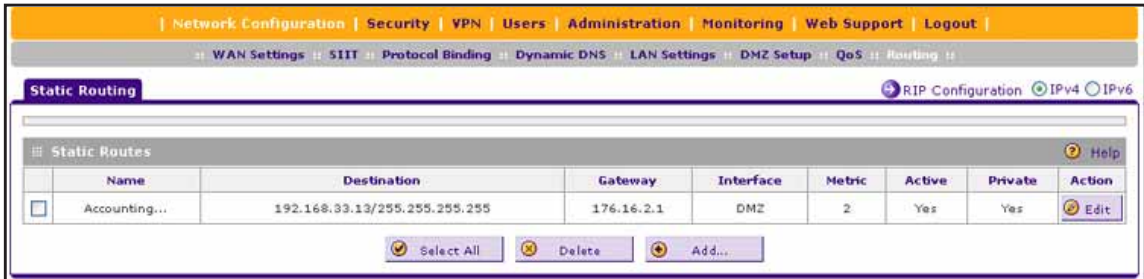 | Network Configuration | Security | VPN | Users | Administration | Monitoring | Web Support | Logout |
:: WAN Settings :: SIIT :: Protocol Binding :: Dynamic DNS :: LAN Settings :: DMZ Setup :: QoS :: Routing ::
Static Routing RIP Configuration IPv4 IPv6
Static Routes ? Help
Name Destination Gateway Interface Metric Active Private Action
Accounting... 192.168.33.13/255.255.255.255 176.16.2.1 DMZ 2 Yes Yes Edit
Select All Delete Add...